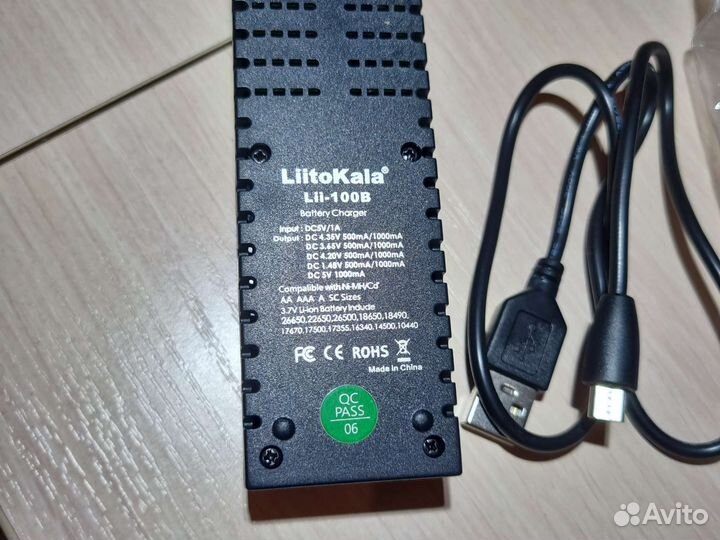 LiitoKala®
Lii-100B
Battery Charger
Input : DC5V/1A
Output : DC 4.35V 500mA/1000mA
DC 3.65V 500mA/1000mA
DC 4.20V 500mA/1000mA
DC 1.48V 500mA/1000mA
DC 5V 1000mA
Compatible with Ni-MH/Cd
AA AAA A SC Sizes
3.7V Li-ion Battery Include
26650,22650,26500,18650,18490,
17670,17500,17355,16340,14500,10440
FC CE ROHS
Made in China
QC
PASS
06
Avito